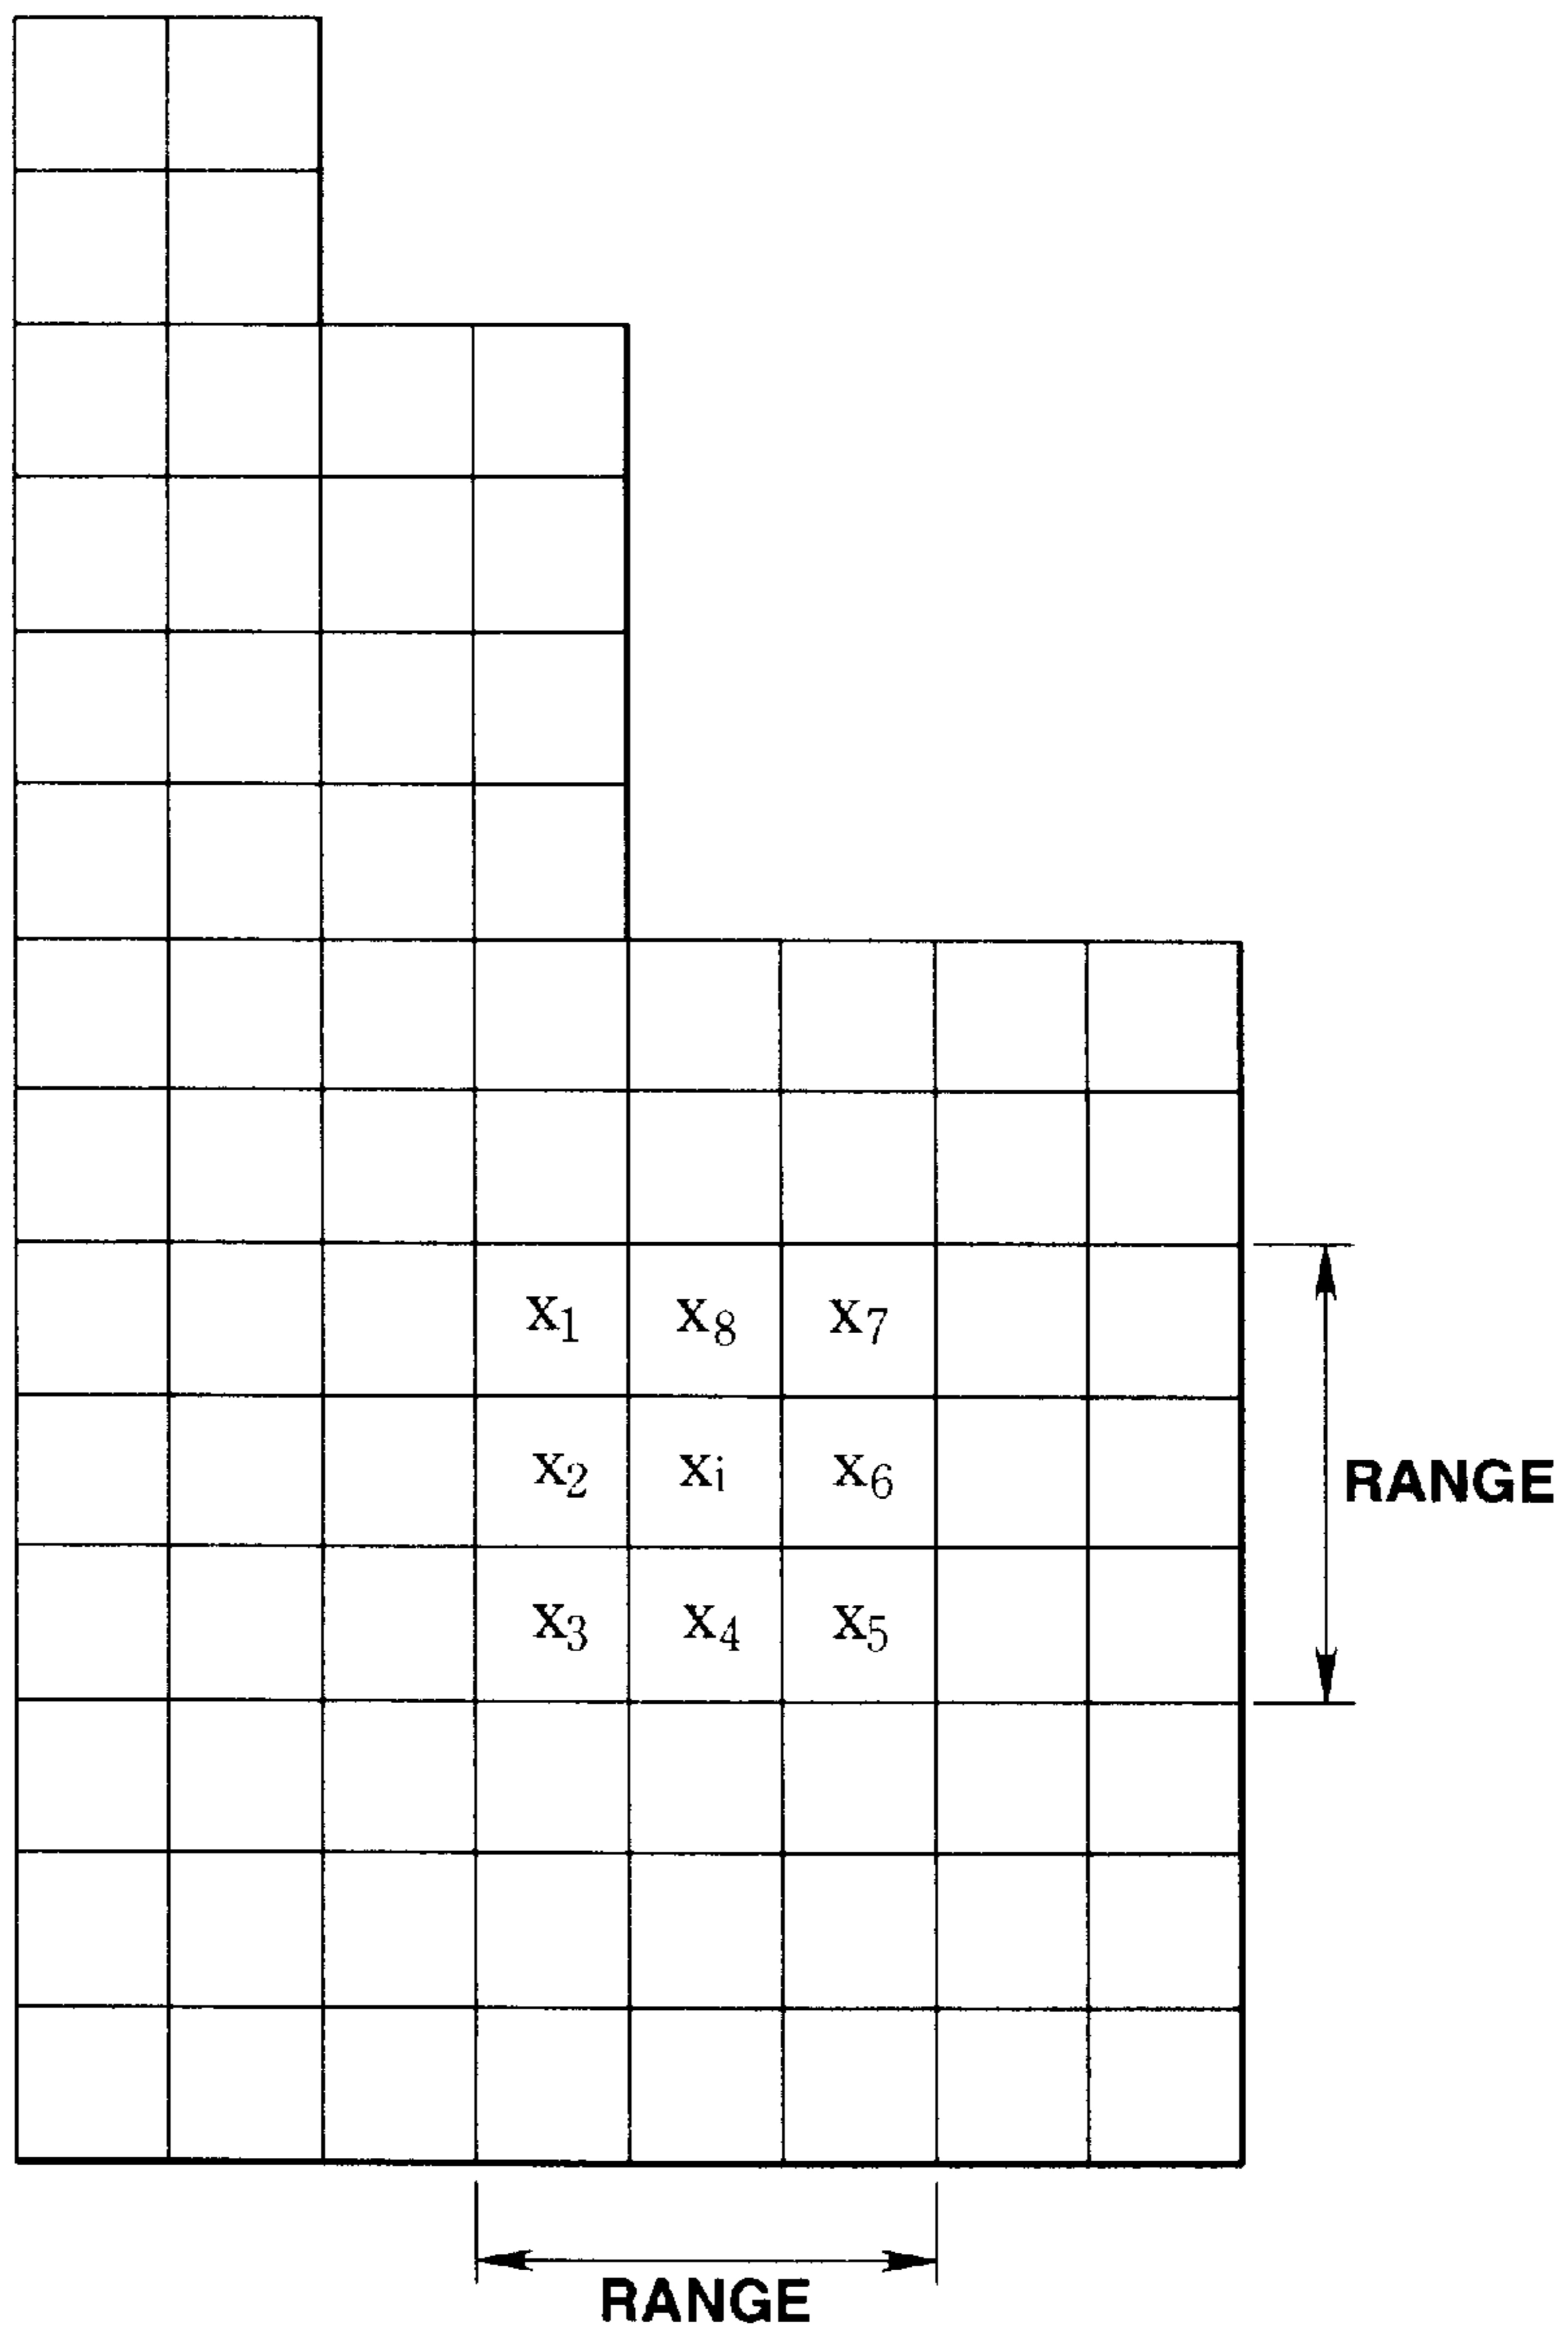 x₁ x₈ x₇
x₂ xᵢ x₆
RANGE
x₃ x₄ x₅
RANGE